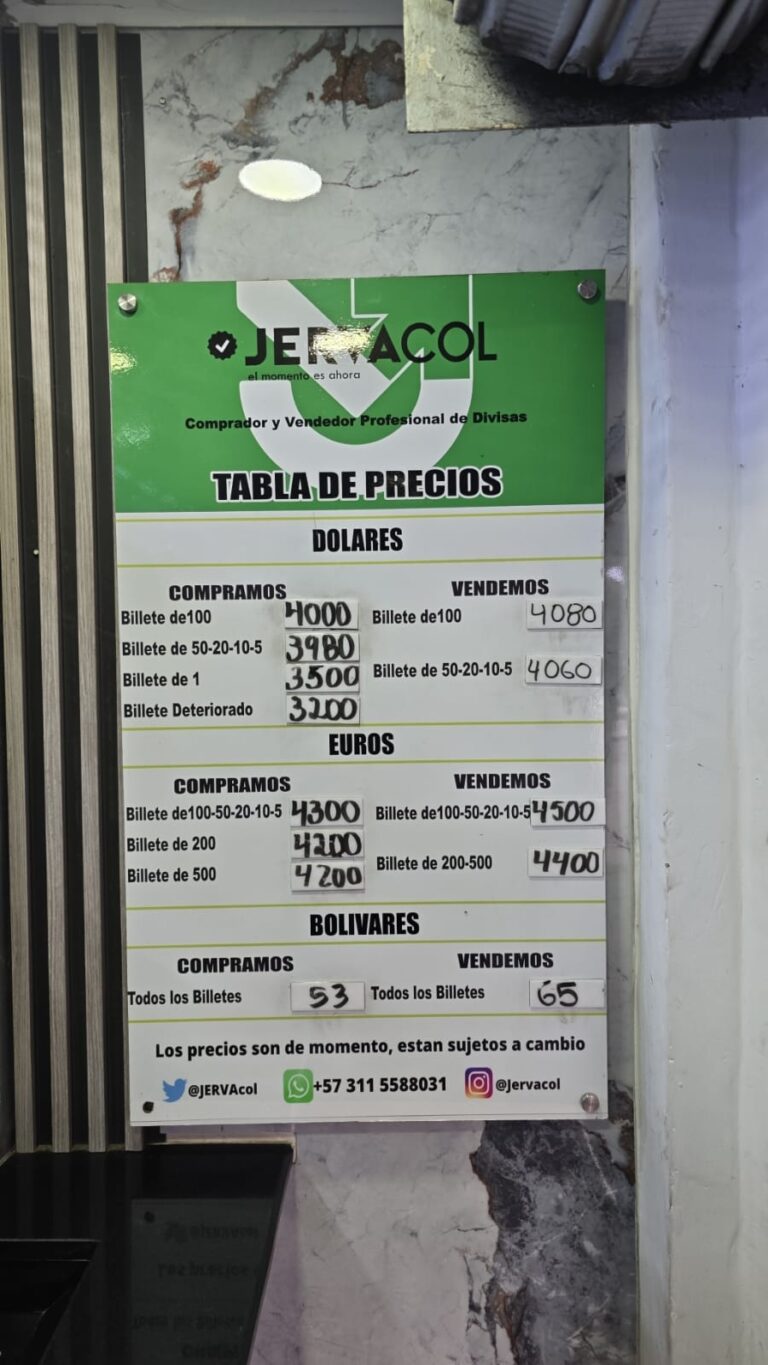 JERVACOL
el momento es ahora
Comprador y Vendedor Profesional de Divisas
TABLA DE PRECIOS
DOLARES
COMPRAMOS VENDEMOS
Billete de100 4000 Billete de100 4080
Billete de 50-20-10-5 3980
Billete de 50-20-10-5 4060
Billete de 1 3500
Billete Deteriorado 3200
EUROS
COMPRAMOS VENDEMOS
Billete de100-50-20-10-5 4300 Billete de100-50-20-10-5 4500
Billete de 200 4200
Billete de 200-500 4400
Billete de 500 4200
BOLIVARES
COMPRAMOS VENDEMOS
Todos los Billetes 53 Todos los Billetes 65
Los precios son de momento, estan sujetos a cambio
@JERVAcol +57 311 5588031 @Jervacol